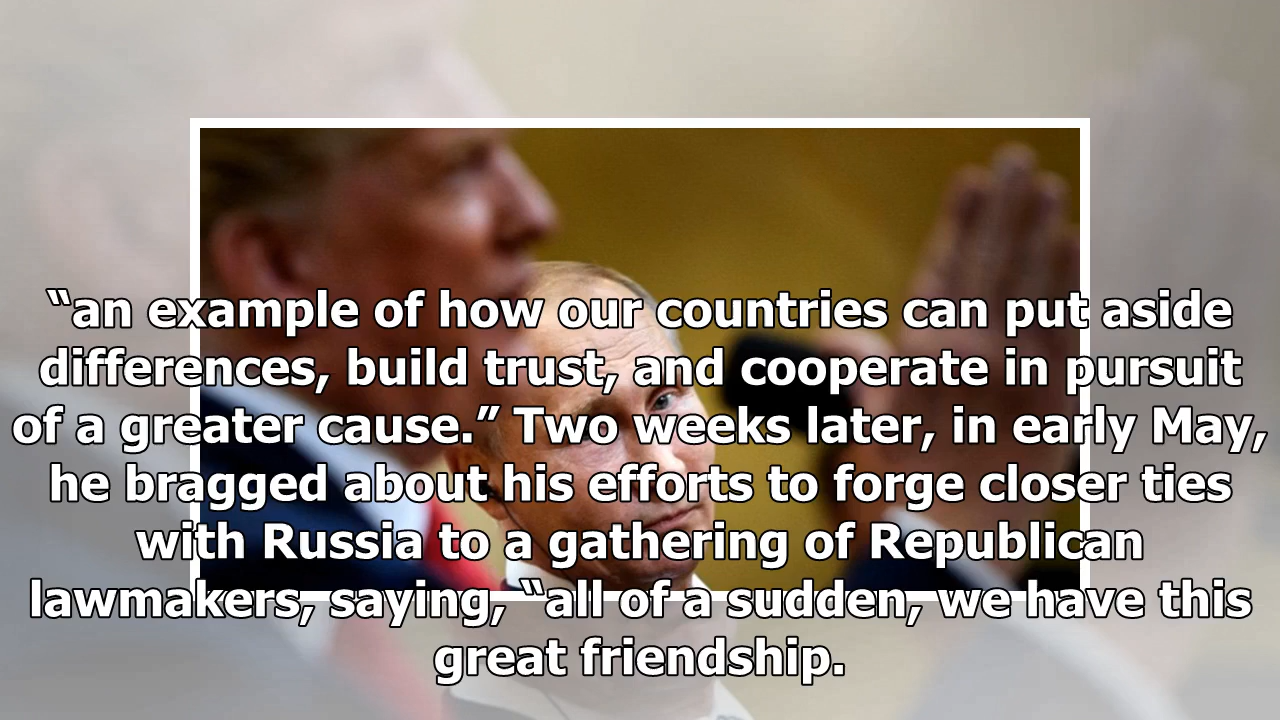 “an example of how our countries can put aside
differences, build trust, and cooperate in pursuit
of a greater cause.” Two weeks later, in early May,
he bragged about his efforts to forge closer ties
with Russia to a gathering of Republican
lawmakers, saying, “all of a sudden, we have this
great friendship.